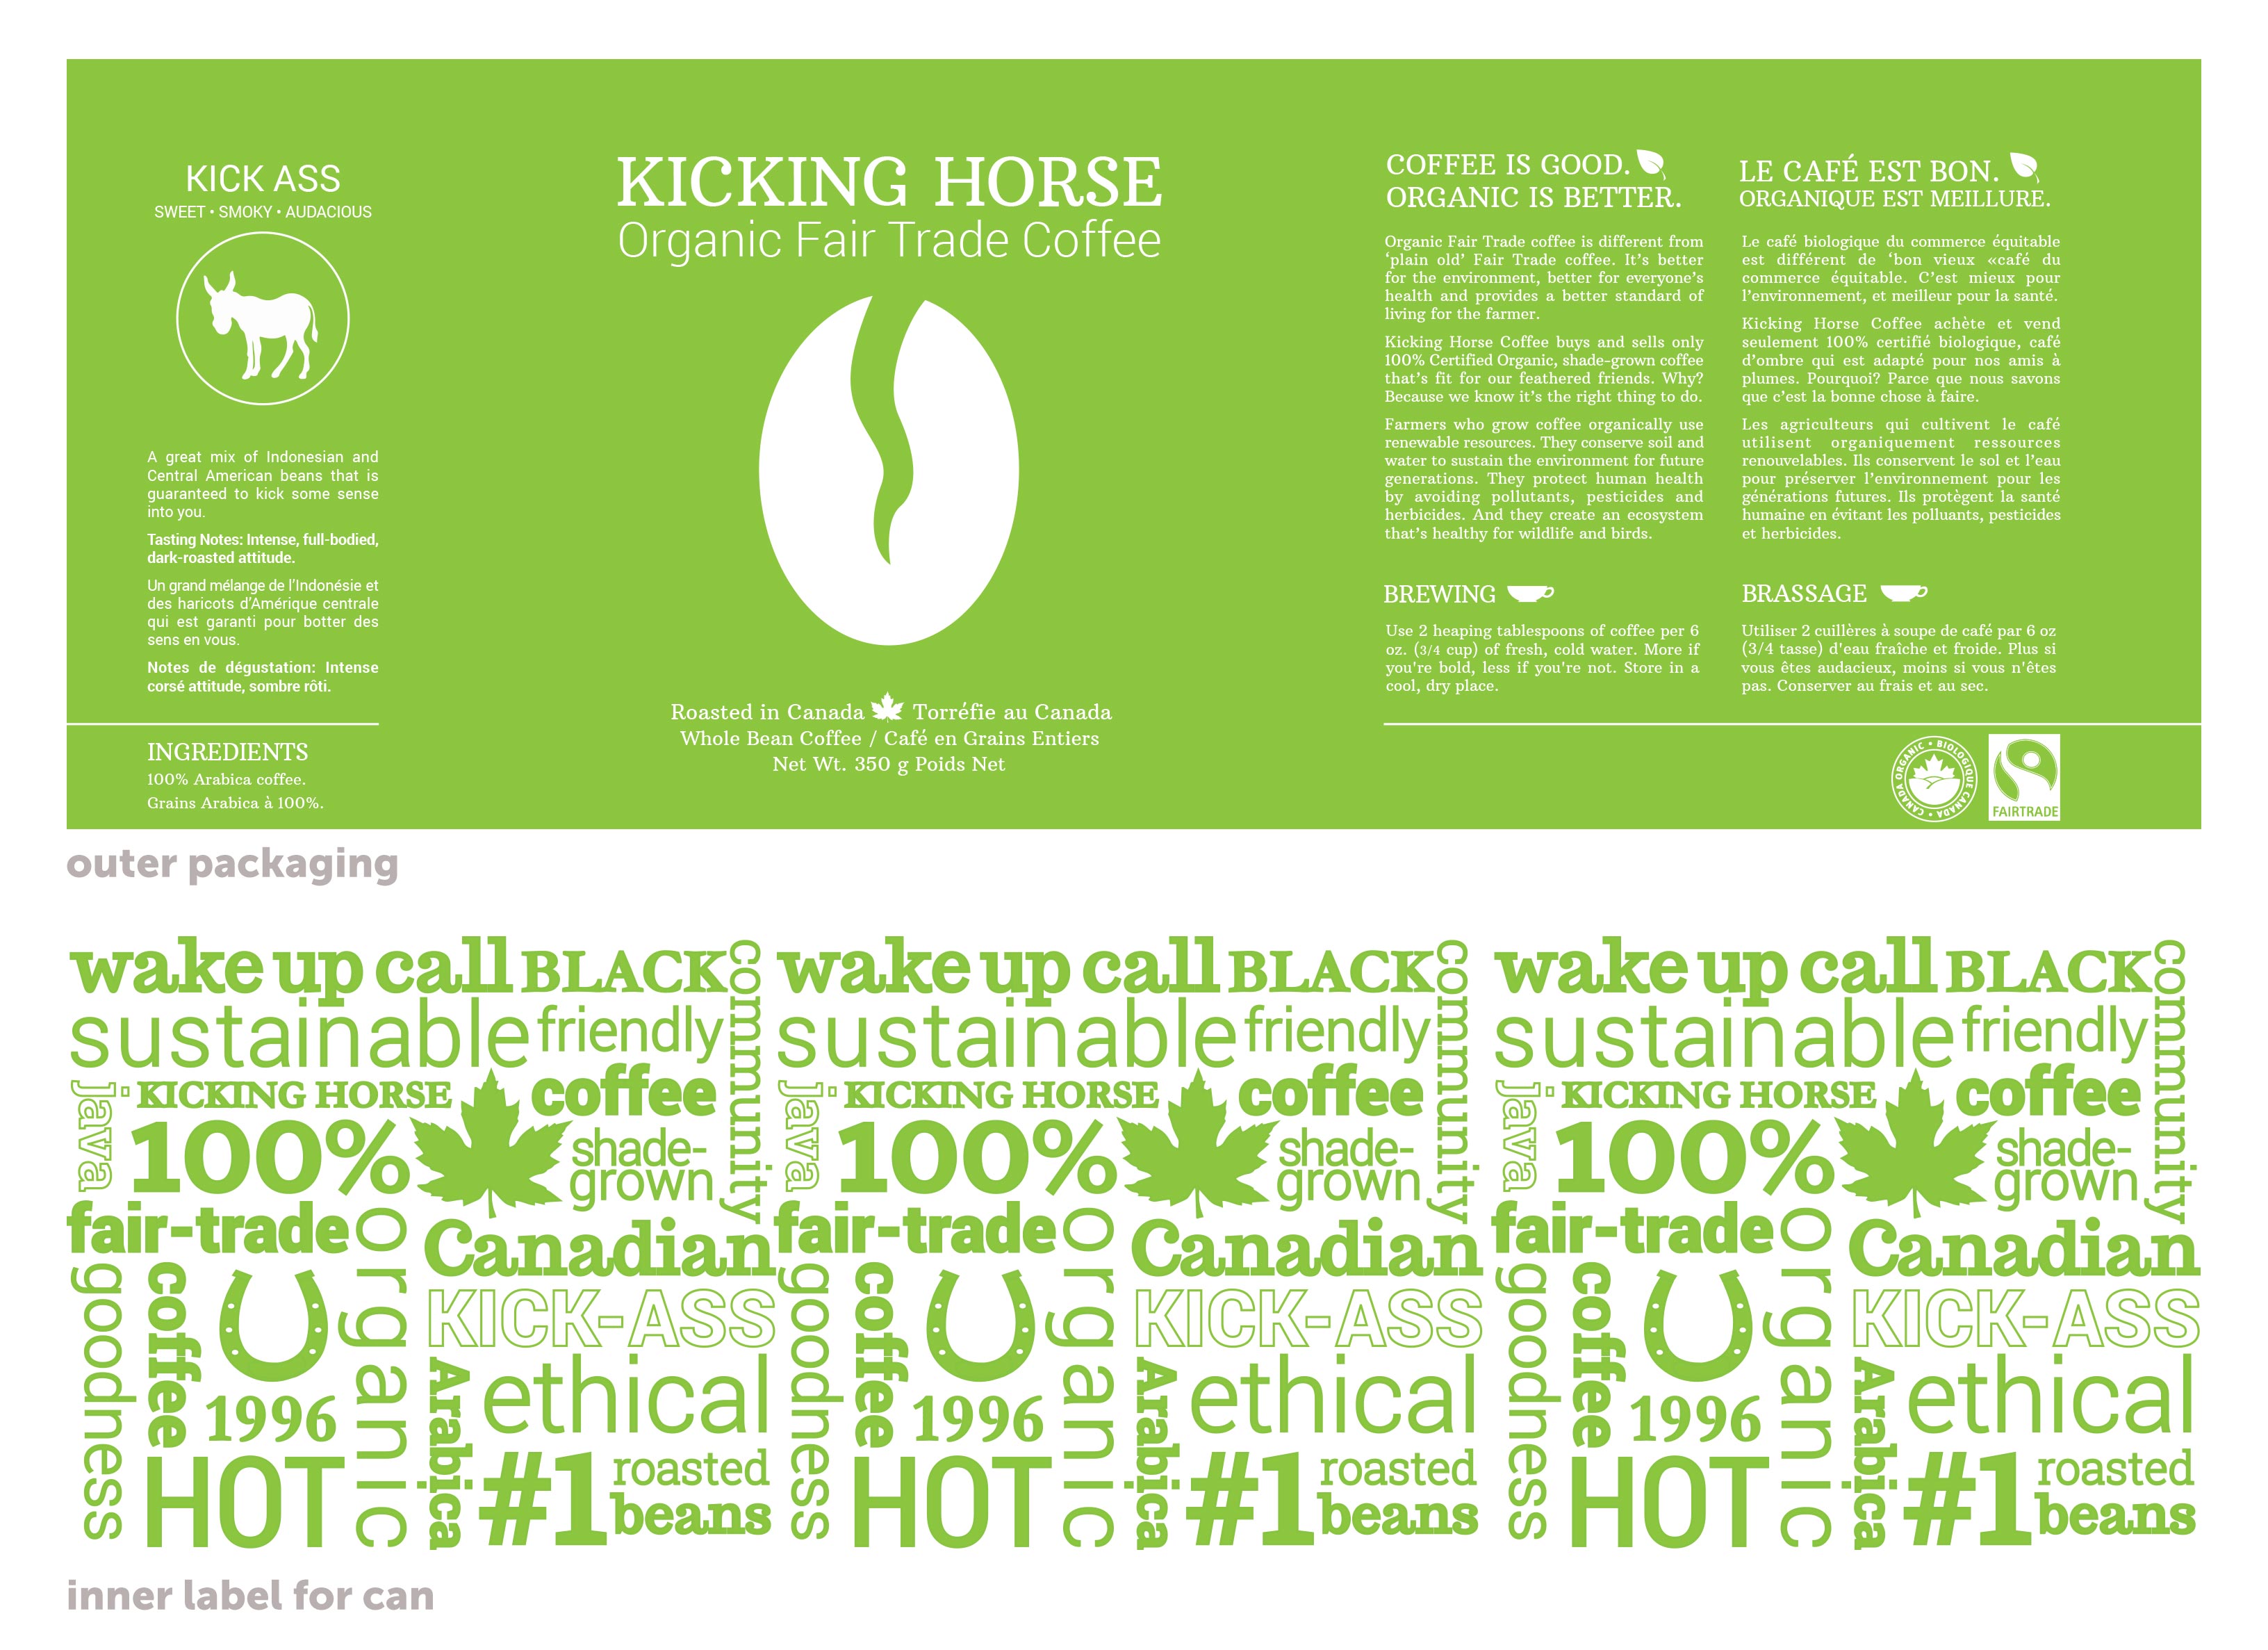 KICK ASS
SWEET • SMOKY • AUDACIOUS
A great mix of Indonesian and
Central American beans that is
guaranteed to kick some sense
into you.
Tasting Notes: Intense, full-bodied,
dark-roasted attitude.
Un grand mélange de l'Indonésie et
des haricots d'Amérique centrale
qui est garanti pour botter des
sens en vous.
Notes de dégustation: Intense
corsé attitude, sombre rôti.
INGREDIENTS
100% Arabica coffee.
Grains Arabica à 100%.
KICKING HORSE
Organic Fair Trade Coffee
Roasted in Canada Torréfie au Canada
Whole Bean Coffee / Café en Grains Entiers
Net Wt. 350 g Poids Net
COFFEE IS GOOD.
ORGANIC IS BETTER.
Organic Fair Trade coffee is different from
‘plain old’ Fair Trade coffee. It’s better
for the environment, better for everyone’s
health and provides a better standard of
living for the farmer.
Kicking Horse Coffee buys and sells only
100% Certified Organic, shade-grown coffee
that’s fit for our feathered friends. Why?
Because we know it’s the right thing to do.
Farmers who grow coffee organically use
renewable resources. They conserve soil and
water to sustain the environment for future
generations. They protect human health
by avoiding pollutants, pesticides and
herbicides. And they create an ecosystem
that’s healthy for wildlife and birds.
BREWING
Use 2 heaping tablespoons of coffee per 6
oz. (3/4 cup) of fresh, cold water. More if
you're bold, less if you're not. Store in a
cool, dry place.
LE CAFÉ EST BON.
ORGANIQUE EST MEILLURE.
Le café biologique du commerce équitable
est différent de ‘bon vieux «café du
commerce équitable. C’est mieux pour
l’environnement, et meilleur pour la santé.
Kicking Horse Coffee achète et vend
seulement 100% certifié biologique, café
d’ombre qui est adapté pour nos amis à
plumes. Pourquoi? Parce que nous savons
que c’est la bonne chose à faire.
Les agriculteurs qui cultivent le café
utilisent organiquement ressources
renouvelables. Ils conservent le sol et l’eau
pour préserver l’environnement pour les
générations futures. Ils protègent la santé
humaine en évitant les polluants, pesticides
et herbicides.
BRASSAGE
Utiliser 2 cuillères à soupe de café par 6 oz
(3/4 tasse) d'eau fraîche et froide. Plus si
vous êtes audacieux, moins si vous n'êtes
pas. Conserver au frais et au sec.
CANADA ORGANIC • BIOLOGIQUE CANADA •
FAIRTRADE
outer packaging
wake up call BLACK
community
sustainable friendly
java
KICKING HORSE
coffee
100%
shade-
grown
fair-trade
organic
Canadian
goodness
coffee
KICK-ASS
Arabica
ethical
1996
HOT
#1
roasted
beans
wake up call BLACK
community
sustainable friendly
java
KICKING HORSE
coffee
100%
shade-
grown
fair-trade
organic
Canadian
goodness
coffee
KICK-ASS
Arabica
ethical
1996
HOT
#1
roasted
beans
wake up call BLACK
community
sustainable friendly
java
KICKING HORSE
coffee
100%
shade-
grown
fair-trade
organic
Canadian
goodness
coffee
KICK-ASS
Arabica
ethical
1996
HOT
#1
roasted
beans
inner label for can